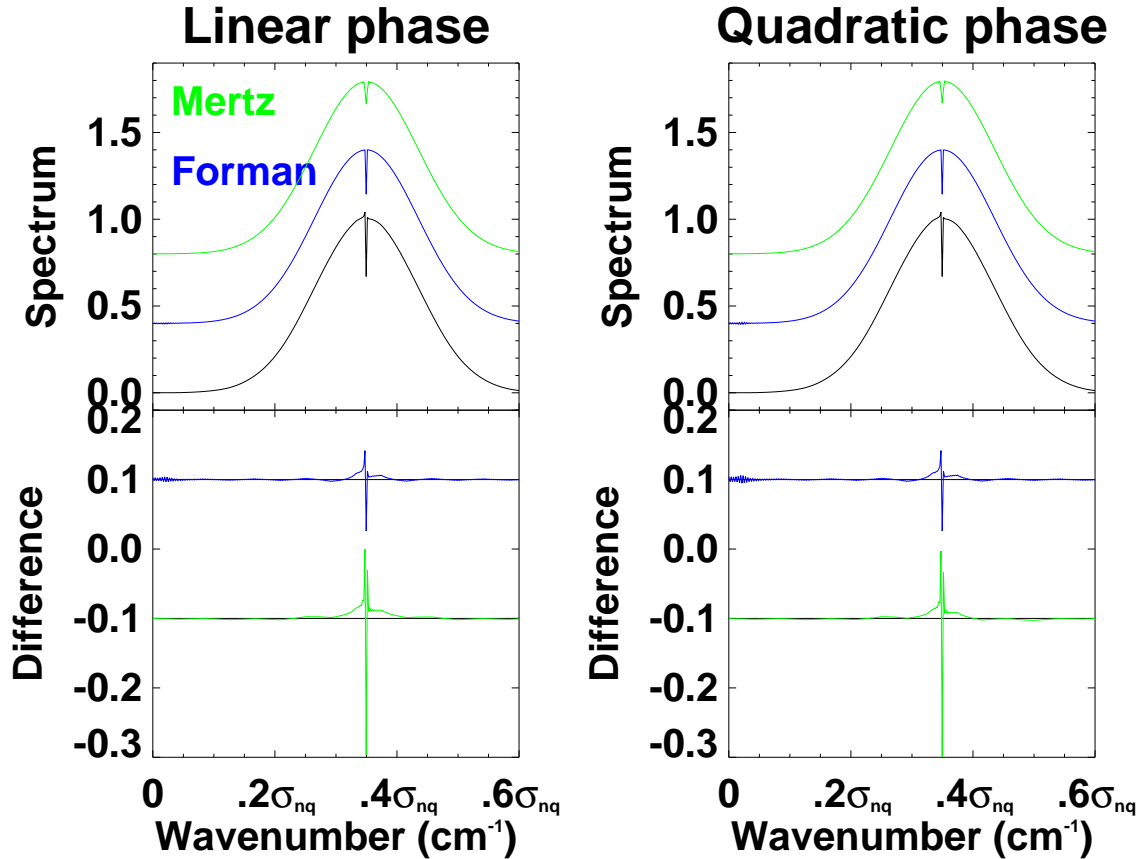 Linear phase
Quadratic phase
Mertz
Forman
Spectrum
1.5
1.0
0.5
0.0
Difference
0.2
0.1
0.0
-0.1
-0.2
-0.3
0 .2σnq .4σnq .6σnq
Wavenumber (cm-1)
Spectrum
1.5
1.0
0.5
0.0
Difference
0.2
0.1
0.0
-0.1
-0.2
-0.3
0 .2σnq .4σnq .6σnq
Wavenumber (cm-1)